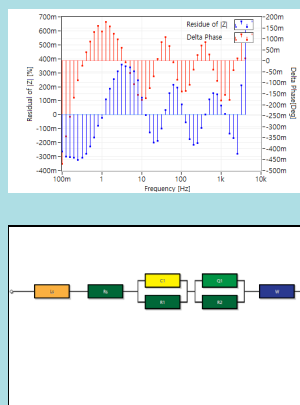 700m
600m
500m
400m
300m
200m
100m
0
-100m
-200m
-300m
-400m
Residual of |Z| [%]
Residue of |Z|
Delta Phase
200m
150m
100m
50m
0
-50m
-100m
-150m
-200m
-250m
-300m
-350m
-400m
-450m
-500m
Delta Phase[Deg]
100m 1 10 100 1k 10k
Frequency [Hz]
C1
R1
Q1
R2
W